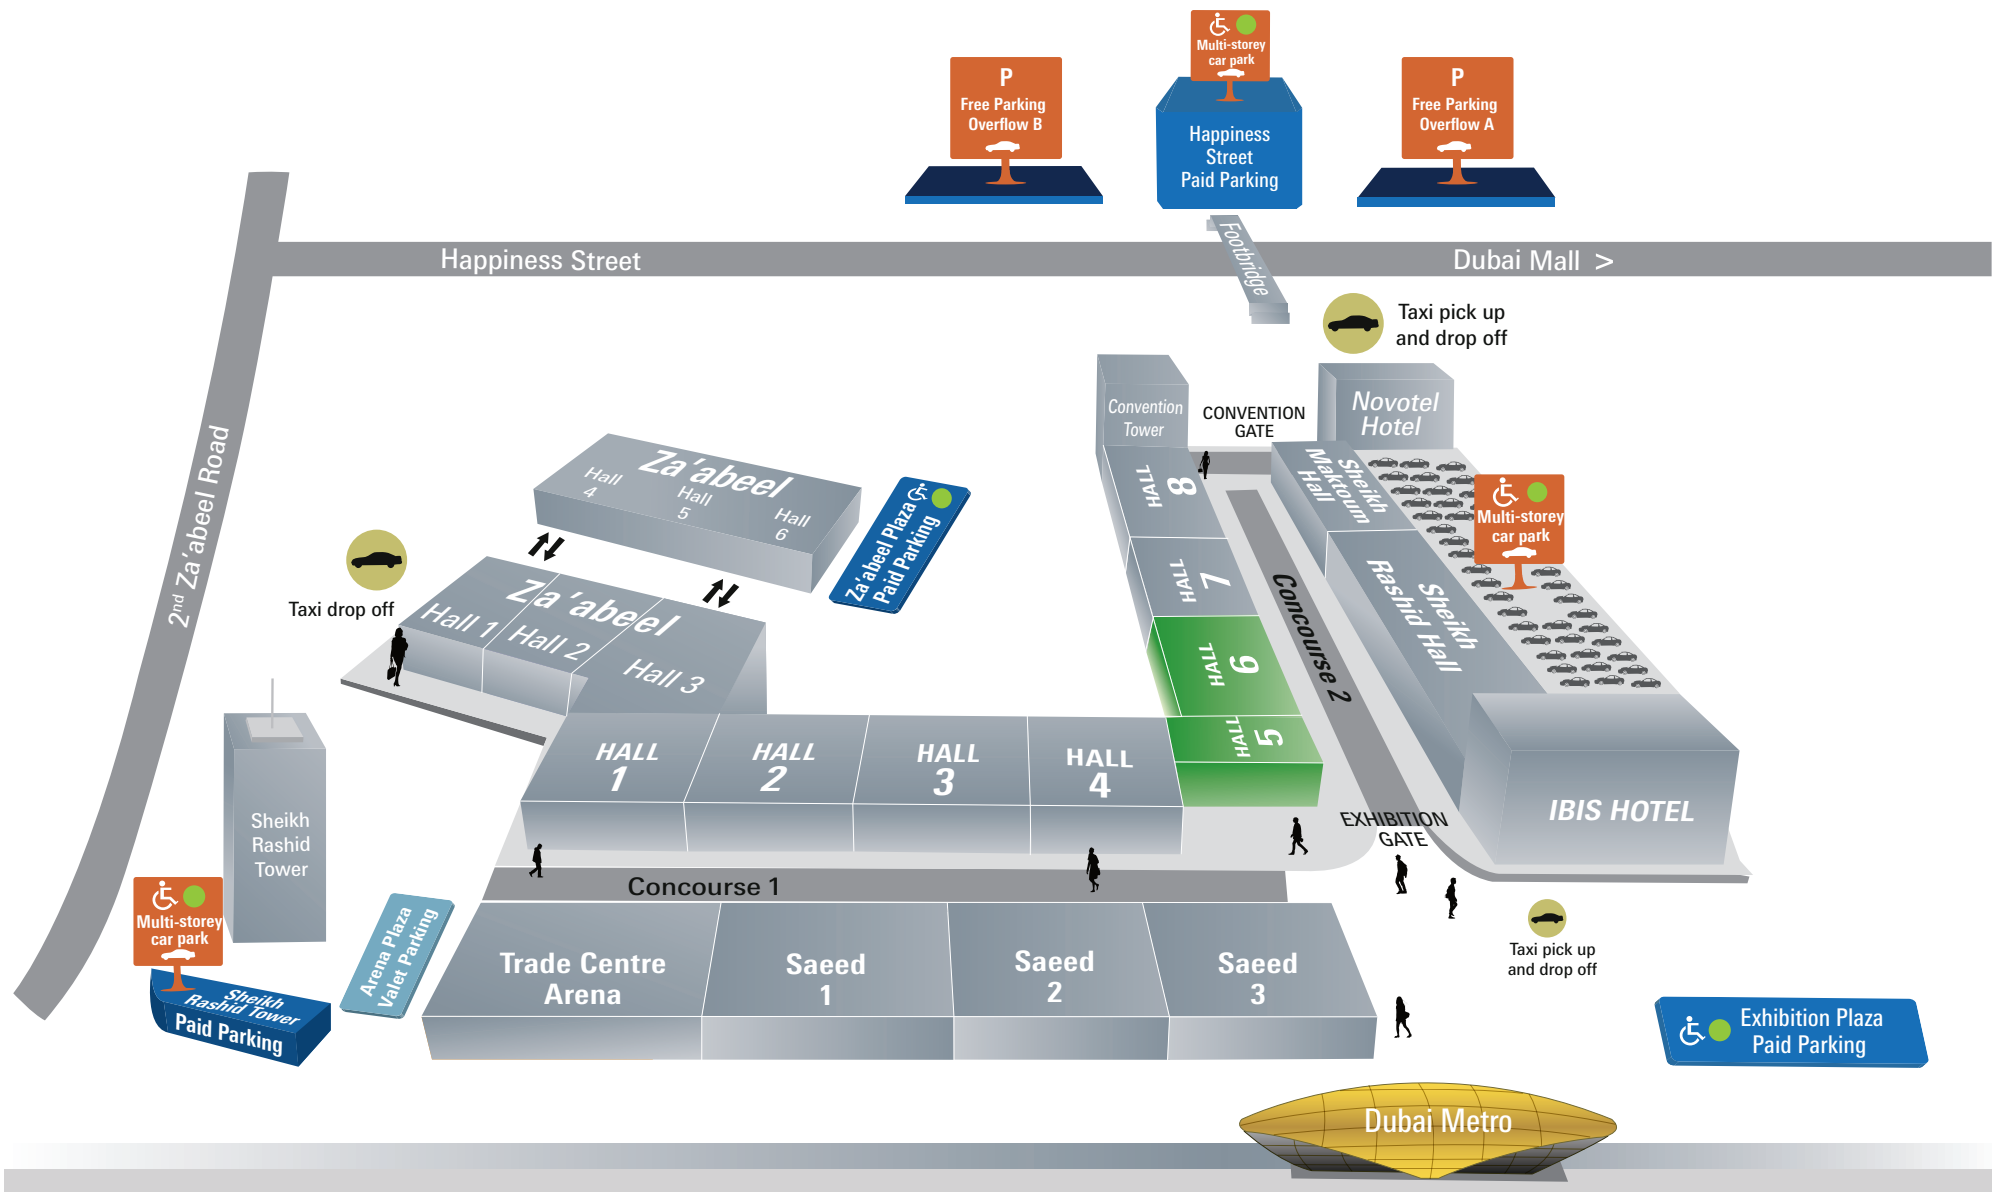 Multi-storey
car park
P
Free Parking
Overflow B
Happiness
Street
Paid Parking
P
Free Parking
Overflow A
Footbridge
Happiness Street
Dubai Mall >
2nd Za'abeel Road
Taxi pick up
and drop off
Convention
Tower
CONVENTION
GATE
Novotel
Hotel
Za'abeel
Hall
4
Hall
5
Hall
6
Za'abeel Plaza
Paid Parking
HALL
8
Sheikh
Maktoum
Hall
Multi-storey
car park
Taxi drop off
Za'abeel
Hall 1
Hall 2
Hall 3
HALL
7
HALL
6
HALL
5
Concourse 2
Sheikh
Rashid Hall
HALL
1
HALL
2
HALL
3
HALL
4
EXHIBITION
GATE
IBIS HOTEL
Sheikh
Rashid
Tower
Concourse 1
Multi-storey
car park
Sheikh
Rashid Tower
Paid Parking
Arena Plaza
Valet Parking
Trade Centre
Arena
Saeed
1
Saeed
2
Saeed
3
Taxi pick up
and drop off
Exhibition Plaza
Paid Parking
Dubai Metro